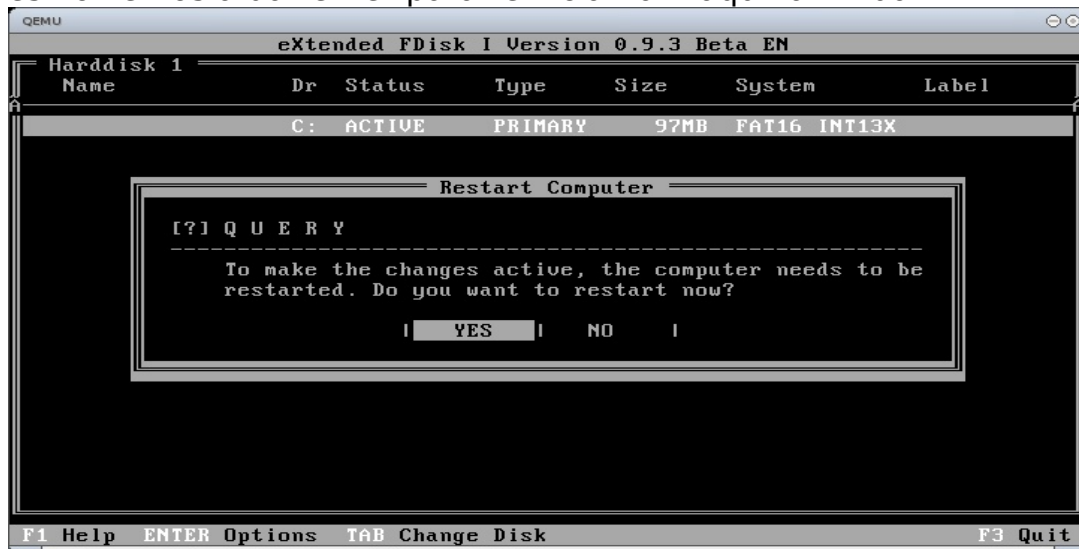 QEMU
eXtended FDisk I Version 0.9.3 Beta EN
Harddisk 1
Name Dr Status Type Size System Label
C: ACTIVE PRIMARY 97MB FAT16 INT13X
Restart Computer
[?] Q U E R Y
To make the changes active, the computer needs to be
restarted. Do you want to restart now?
YES NO
F1 Help ENTER Options TAB Change Disk F3 Quit